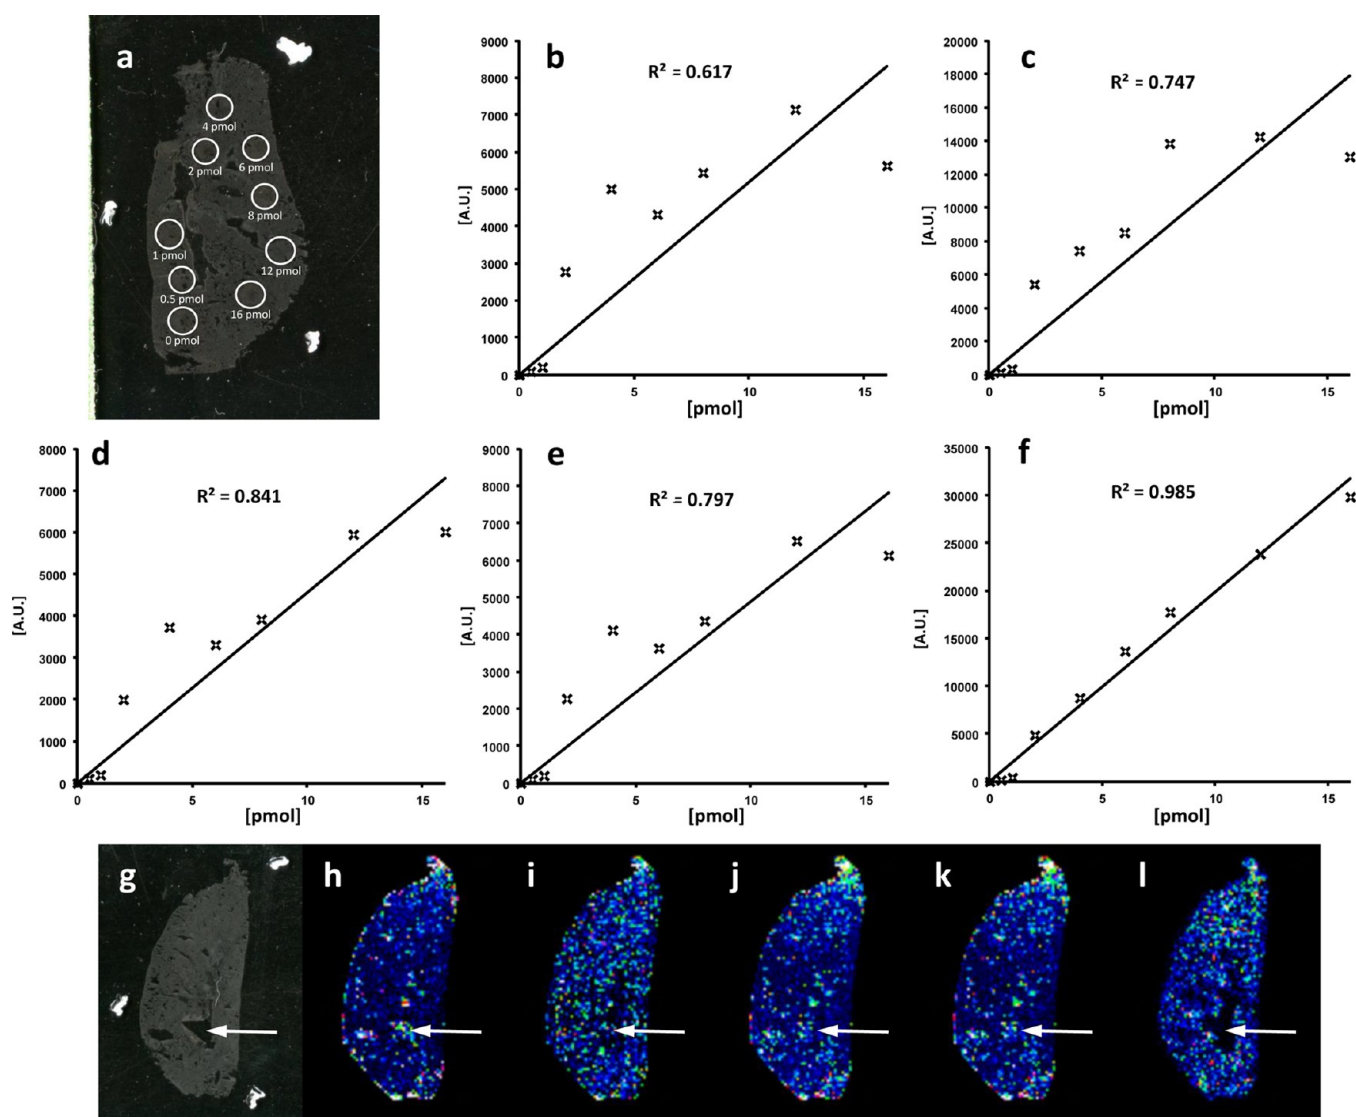 a
4 pmol
2 pmol
6 pmol
8 pmol
1 pmol
12 pmol
0.5 pmol
16 pmol
0 pmol
b
R² = 0.617
9000
8000
7000
6000
5000
4000
3000
2000
1000
0
[A.U.]
0 5 10 15
[pmol]
c
R² = 0.747
20000
18000
16000
14000
12000
10000
8000
6000
4000
2000
0
[A.U.]
0 5 10 15
[pmol]
d
R² = 0.841
8000
7000
6000
5000
4000
3000
2000
1000
0
[A.U.]
0 5 10 15
[pmol]
e
R² = 0.797
9000
8000
7000
6000
5000
4000
3000
2000
1000
0
[A.U.]
0 5 10 15
[pmol]
f
R² = 0.985
35000
30000
25000
20000
15000
10000
5000
0
[A.U.]
0 5 10 15
[pmol]
g h i j k l